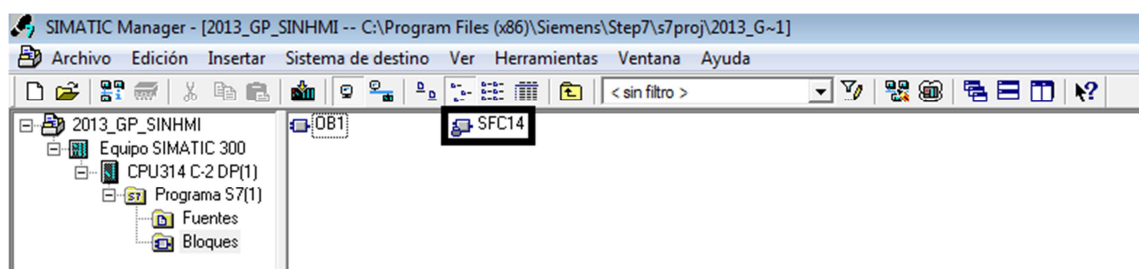 SIMATIC Manager - [2013_GP_SINHMI -- C:\Program Files (x86)\Siemens\Step7\s7proj\2013_G~1]
Archivo Edición Insertar Sistema de destino Ver Herramientas Ventana Ayuda
< sin filtro >
2013_GP_SINHMI
Equipo SIMATIC 300
CPU314 C-2 DP(1)
Programa S7(1)
Fuentes
Bloques
OB1 SFC14